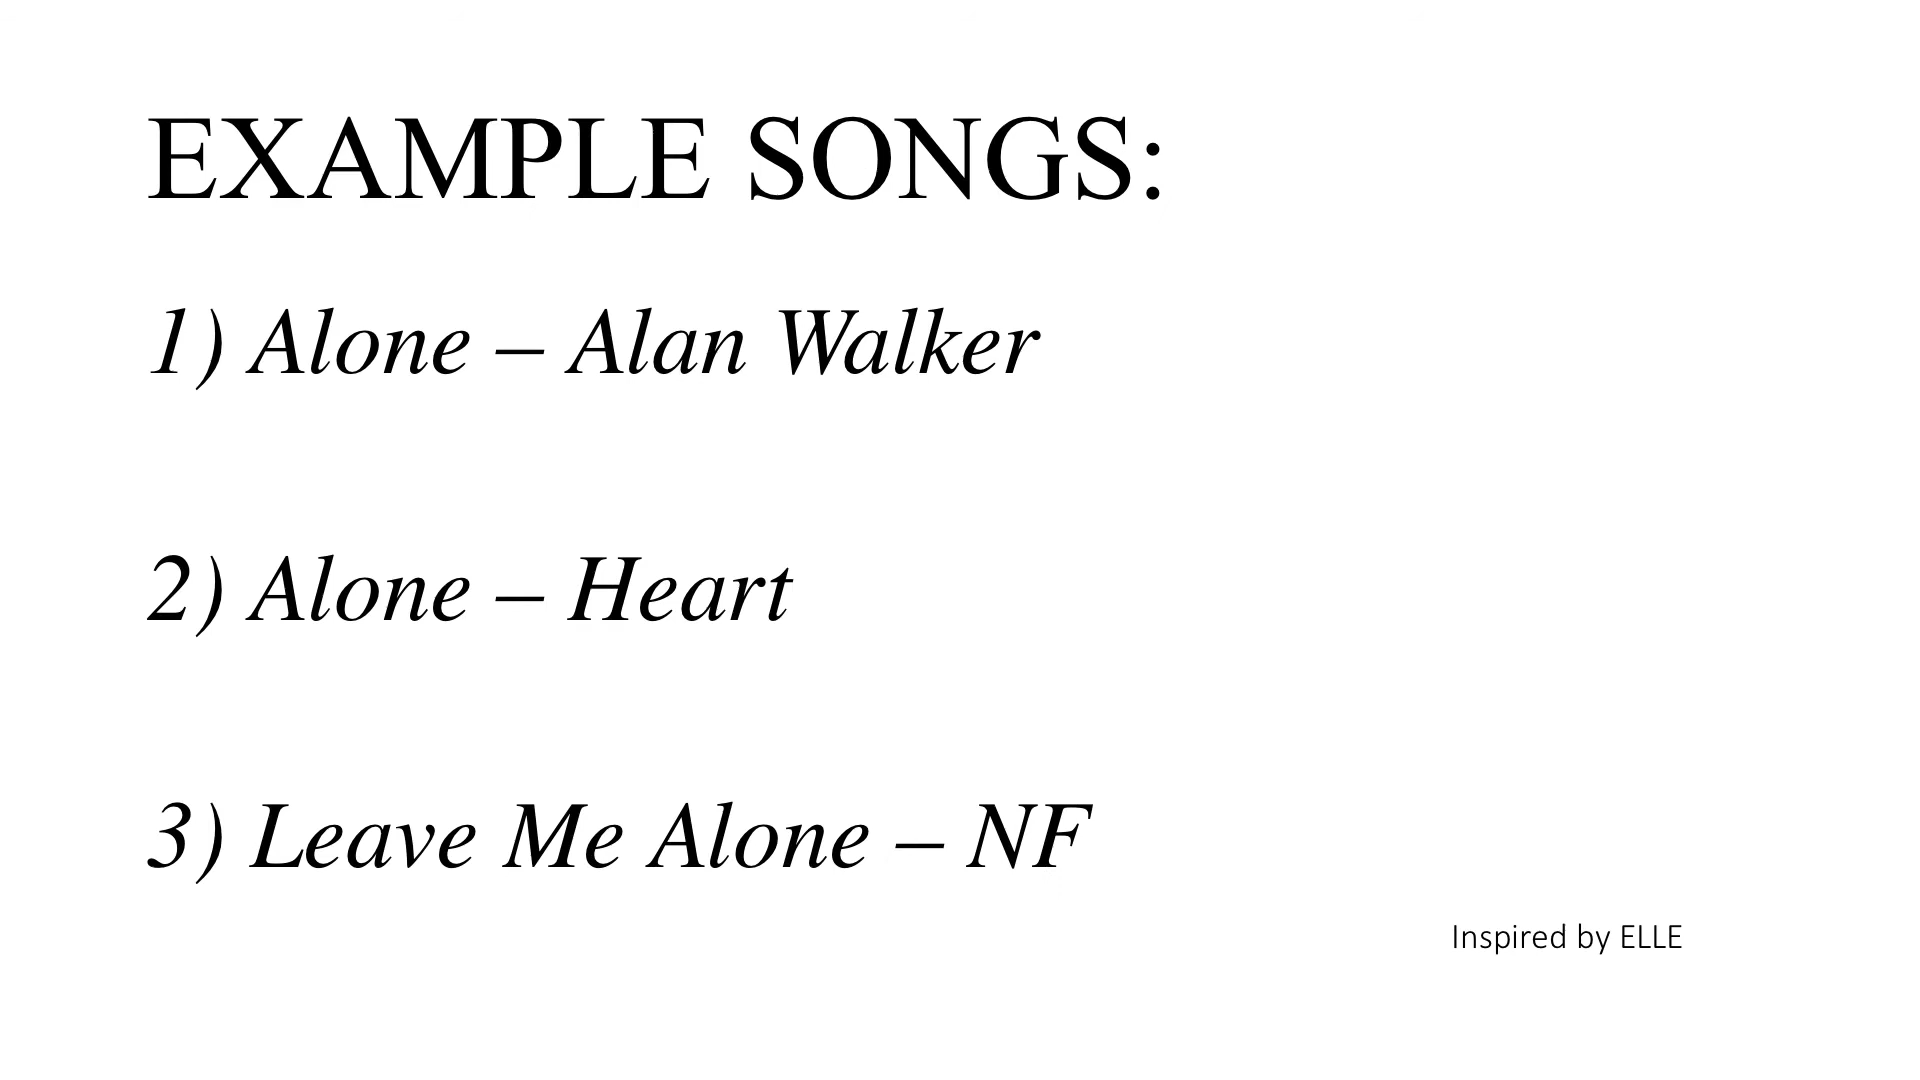 EXAMPLE SONGS:
1) Alone – Alan Walker
2) Alone – Heart
3) Leave Me Alone – NF
Inspired by ELLE